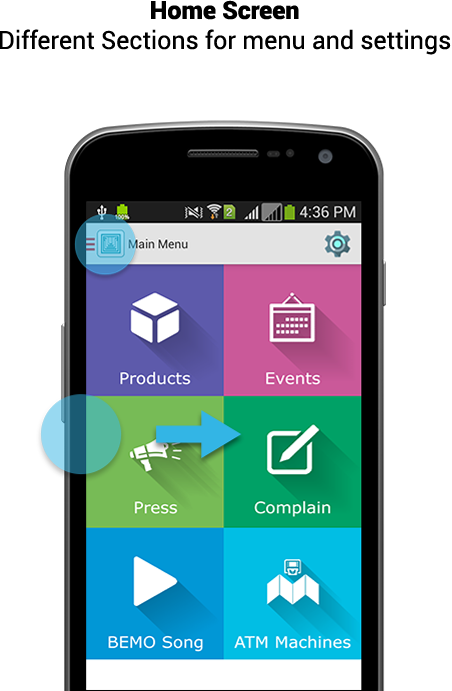 Home Screen
Different Sections for menu and settings
100%
2
4:36 PM
Main Menu
Products
Events
Press
Complain
BEMO Song
ATM Machines